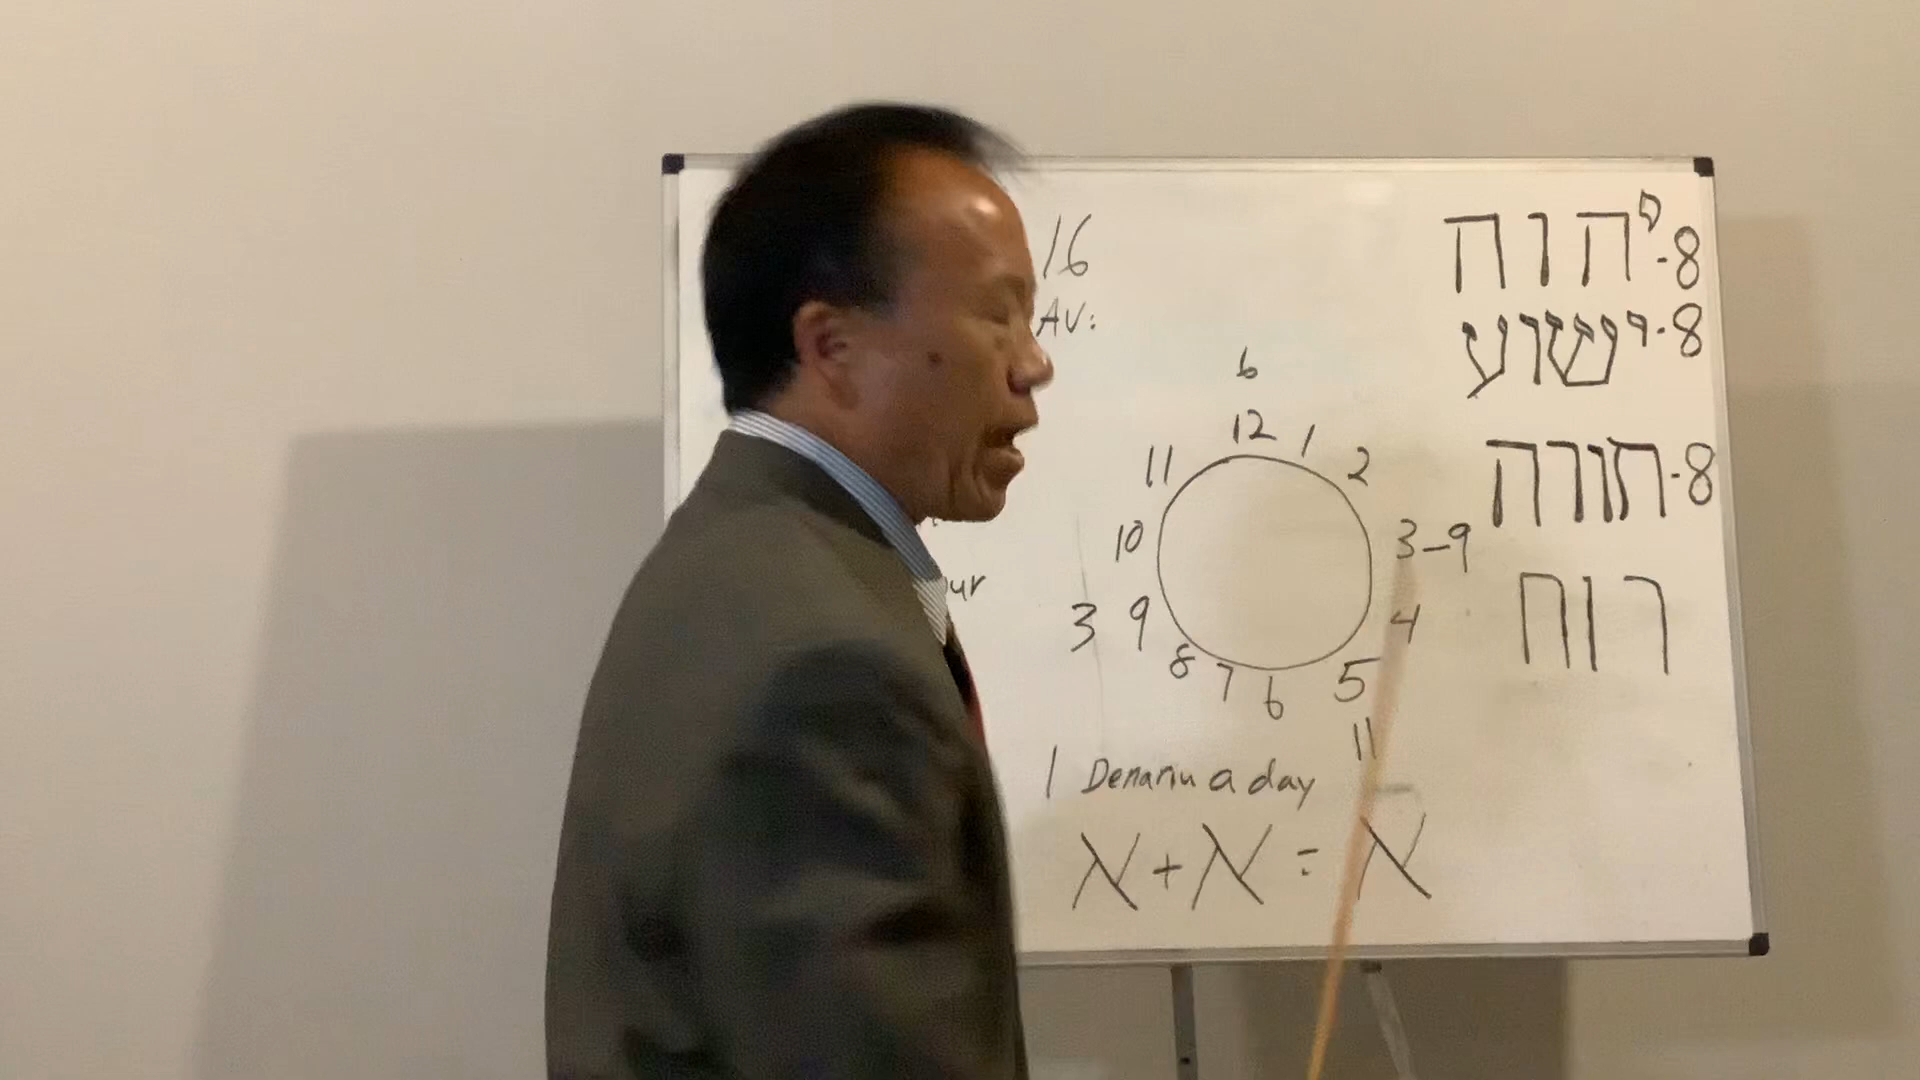 16
יהוה-8
AV:
ישוע-8
6
12 1
11 2
תורה-8
10 3-9
ur
רוח
3 9 4
8 7 6 5
11
1 Denariu a day
א + א = א